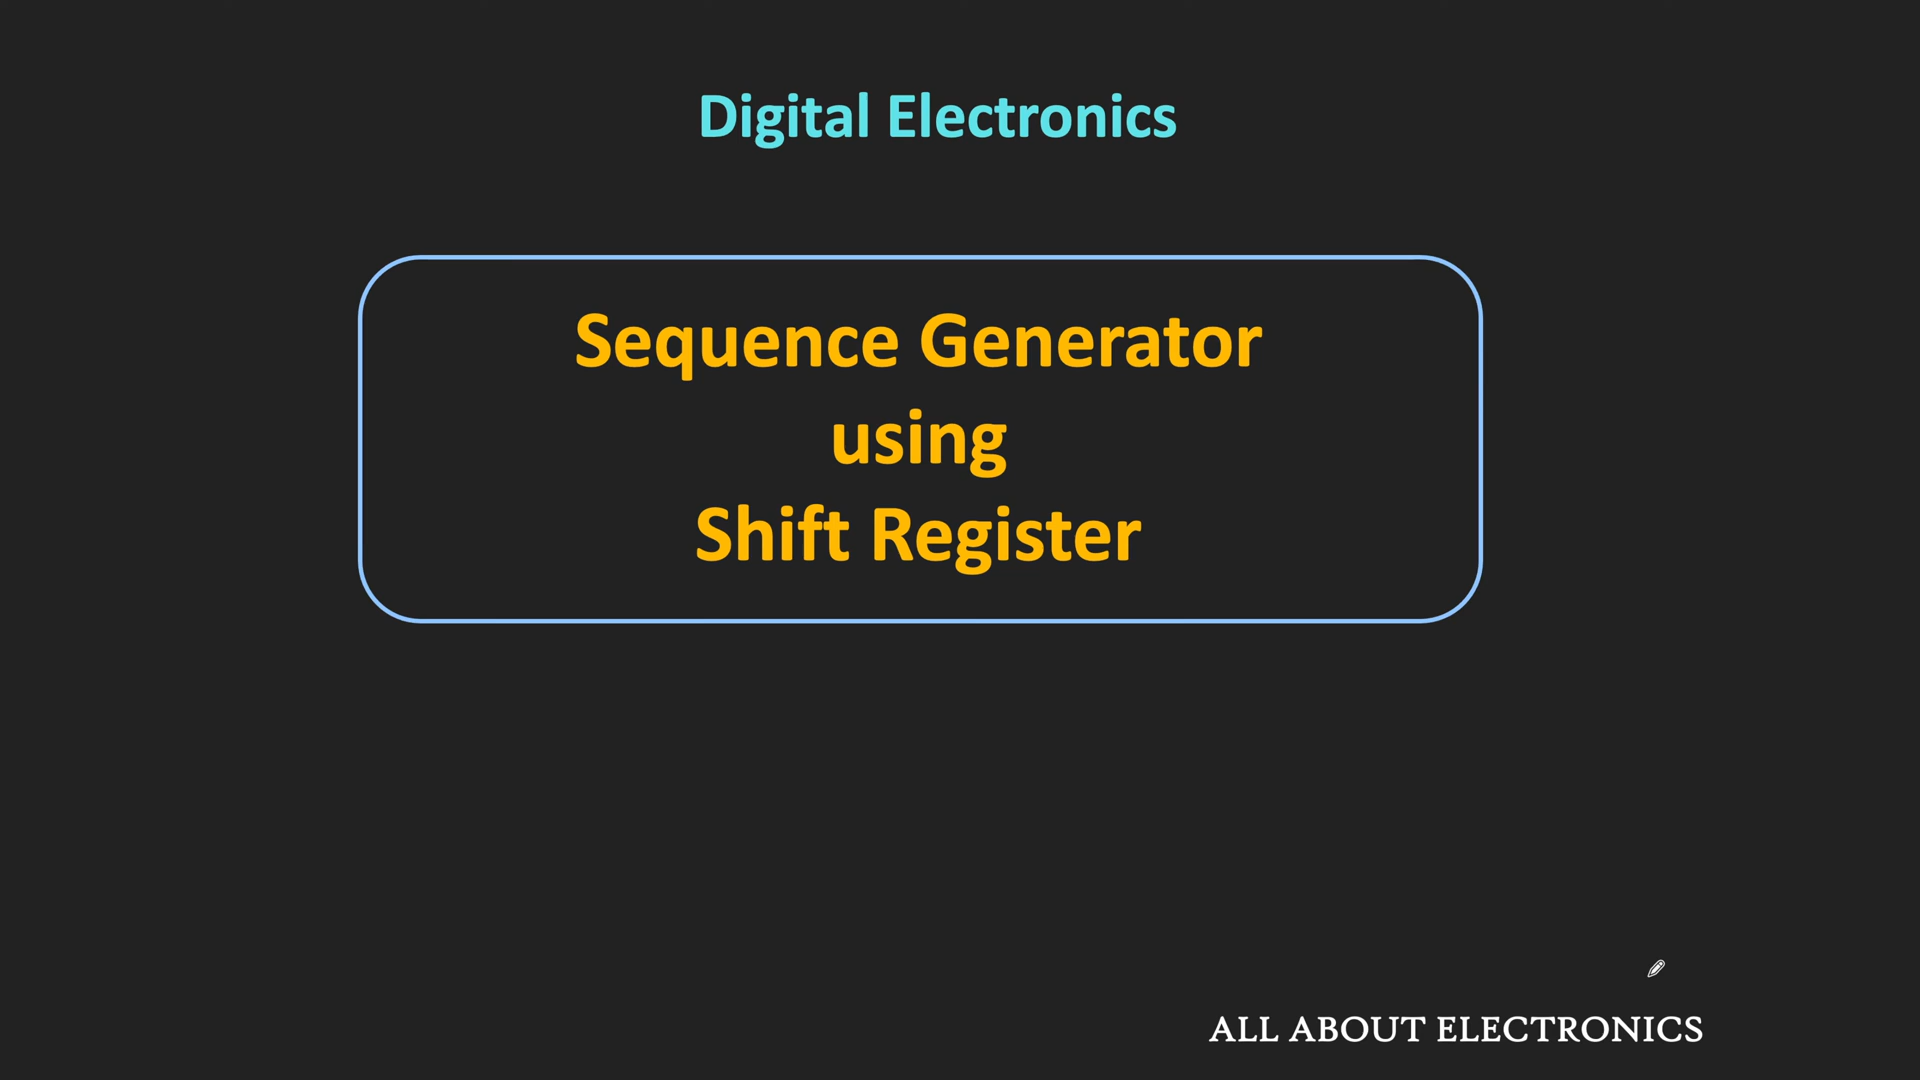 Digital Electronics
Sequence Generator
using
Shift Register
ALL ABOUT ELECTRONICS